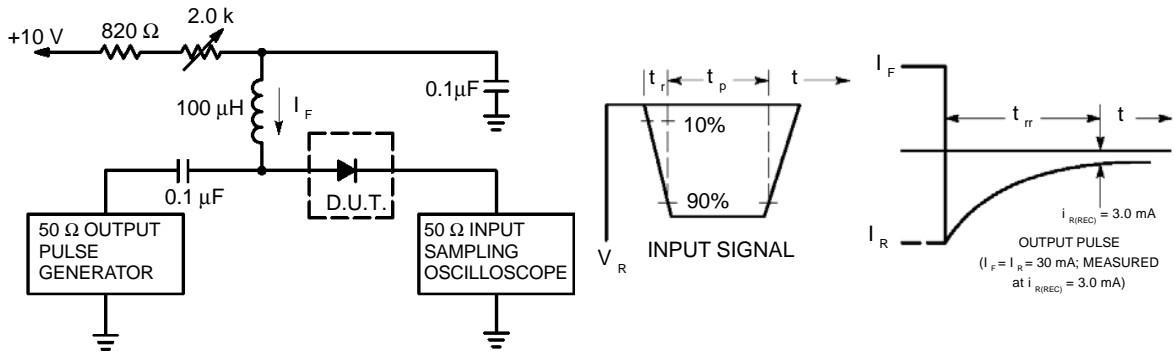 +10 V
820 Ω
2.0 k
100 µH
I F
0.1µF
0.1 µF
D.U.T.
50 Ω OUTPUT
PULSE
GENERATOR
50 Ω INPUT
SAMPLING
OSCILLOSCOPE
t r
t p
t
10%
90%
V R
INPUT SIGNAL
I F
t rr
t
I R
i R(REC) = 3.0 mA
OUTPUT PULSE
(I F = I R = 30 mA; MEASURED
at i R(REC) = 3.0 mA)